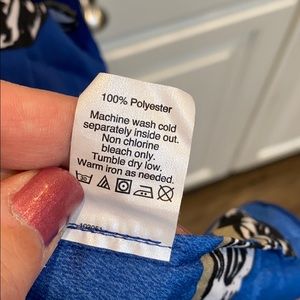 100% Polyester
Machine wash cold
separately inside out.
Non chlorine
bleach only.
Tumble dry low.
Warm iron as needed.